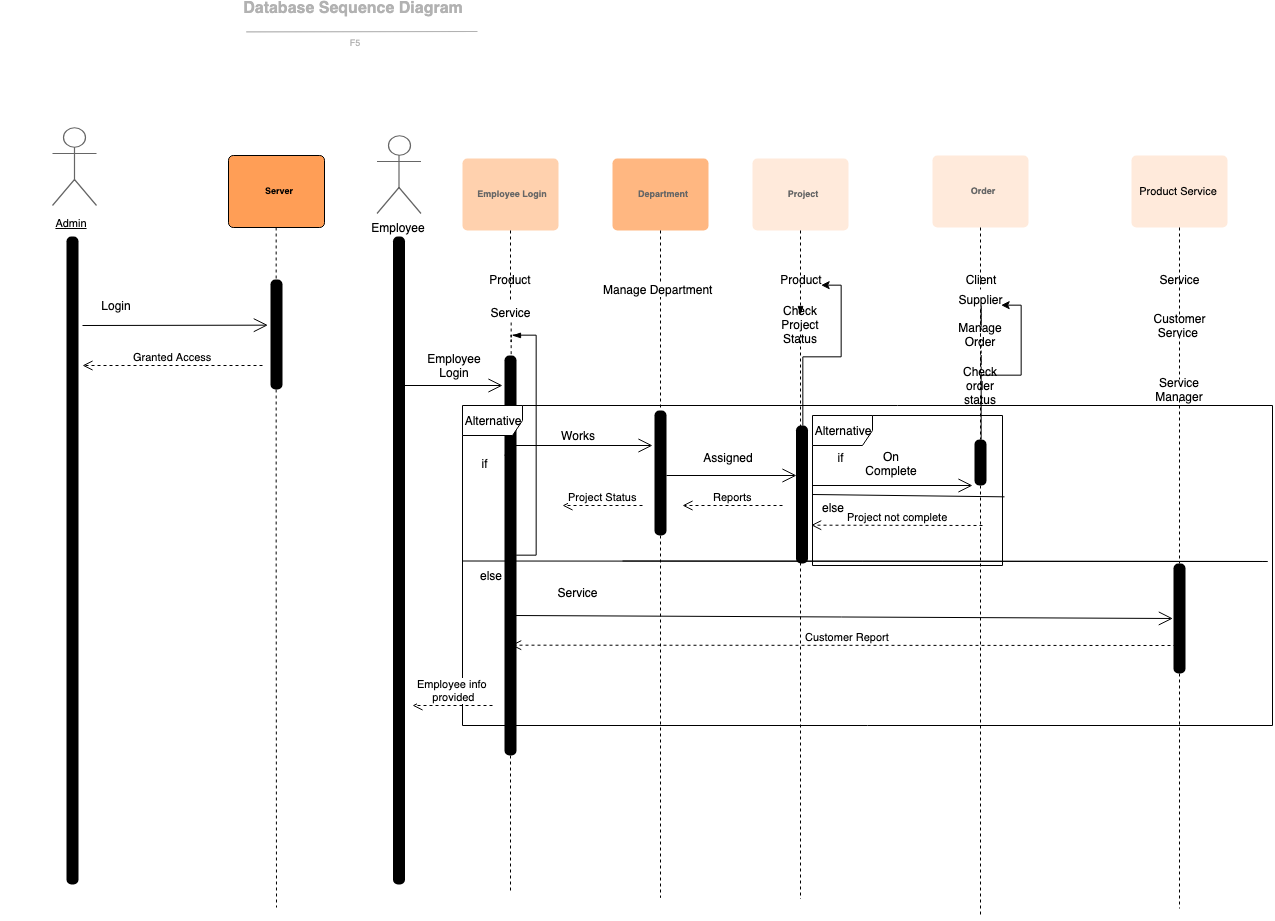 Database Sequence Diagram
F5
Admin
Server
Employee
Employee Login
Department
Project
Order
Product Service
Product
Service
Manage Department
Product
Check
Project
Status
Client
Supplier
Manage
Order
Check
order
status
Service
Customer
Service
Service
Manager
Login
Granted Access
Employee
Login
Alternative
if
Works
Assigned
Project Status
Reports
Alternative
if
On
Complete
else
Project not complete
else
Service
Customer Report
Employee info
provided